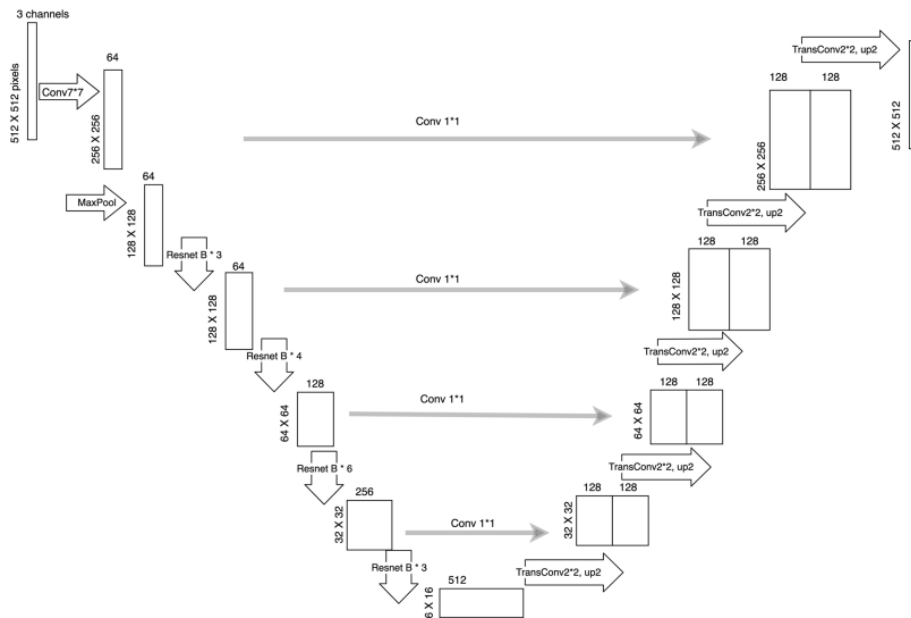 3 channels
512 X 512 pixels
Conv7*7
64
256 X 256
MaxPool
64
128 X 128
Resnet B * 3
64
128 X 128
Resnet B * 4
128
64 X 64
Resnet B * 6
256
32 X 32
Resnet B * 3
512
6 X 16
Conv 1*1
Conv 1*1
Conv 1*1
Conv 1*1
TransConv2*2, up2
128 128
32 X 32
TransConv2*2, up2
128 128
64 X 64
TransConv2*2, up2
128 128
128 X 128
TransConv2*2, up2
128 128
256 X 256
TransConv2*2, up2
512 X 512